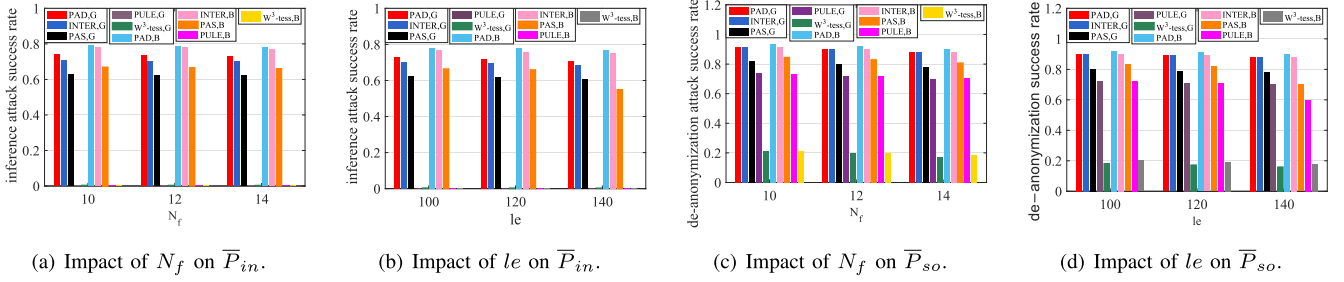 inference attack success rate
1
0.8
0.6
0.4
0.2
0
PAD,G
INTER,G
PAS,G
PULE,G
W³-tess,G
PAD,B
INTER,B
PAS,B
PULE,B
W³-tess,B
10
12
14
N_f
(a) Impact of N_f on P̅_in.
inference attack success rate
1
0.8
0.6
0.4
0.2
0
PAD,G
INTER,G
PAS,G
PULE,G
W³-tess,G
PAD,B
INTER,B
PAS,B
PULE,B
W³-tess,B
100
120
140
le
(b) Impact of le on P̅_in.
de-anonymization attack success rate
1.2
1
0.8
0.6
0.4
0.2
0
PAD,G
INTER,G
PAS,G
PULE,G
W³-tess,G
PAD,B
INTER,B
PAS,B
PULE,B
W³-tess,B
10
12
14
N_f
(c) Impact of N_f on P̅_so.
de−anonymization success rate
1.2
1
0.8
0.6
0.4
0.2
0
PAD,G
INTER,G
PAS,G
PULE,G
W³-tess,G
PAD,B
INTER,B
PAS,B
PULE,B
W³-tess,B
100
120
140
le
(d) Impact of le on P̅_so.